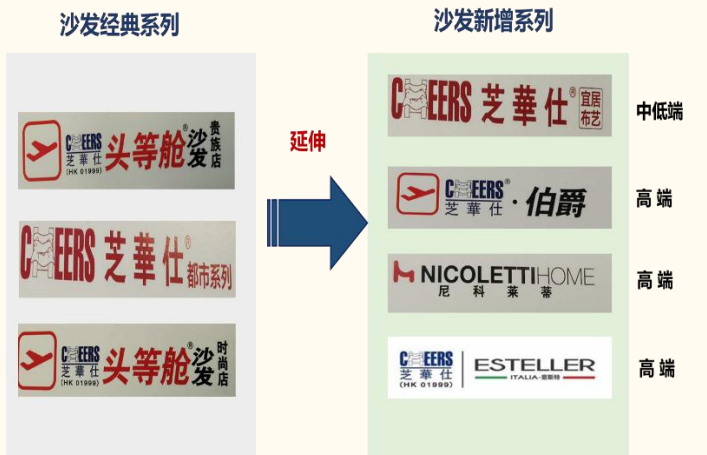 沙发经典系列
沙发新增系列
CHEERS
芝華仕
(HK 01999)
头等舱沙发®
贵族店
CHEERS 芝華仕®
都市系列
CHEERS
芝華仕
(HK 01999)
头等舱沙发®
时尚店
延伸
CHEERS 芝華仕®
宜居
布艺
中低端
CHEERS®
芝華仕
·伯爵
高端
NICOLETTIHOME
尼科莱蒂
高端
CHEERS
芝華仕
(HK 01999)
ESTELLER
ITALIA·
高端